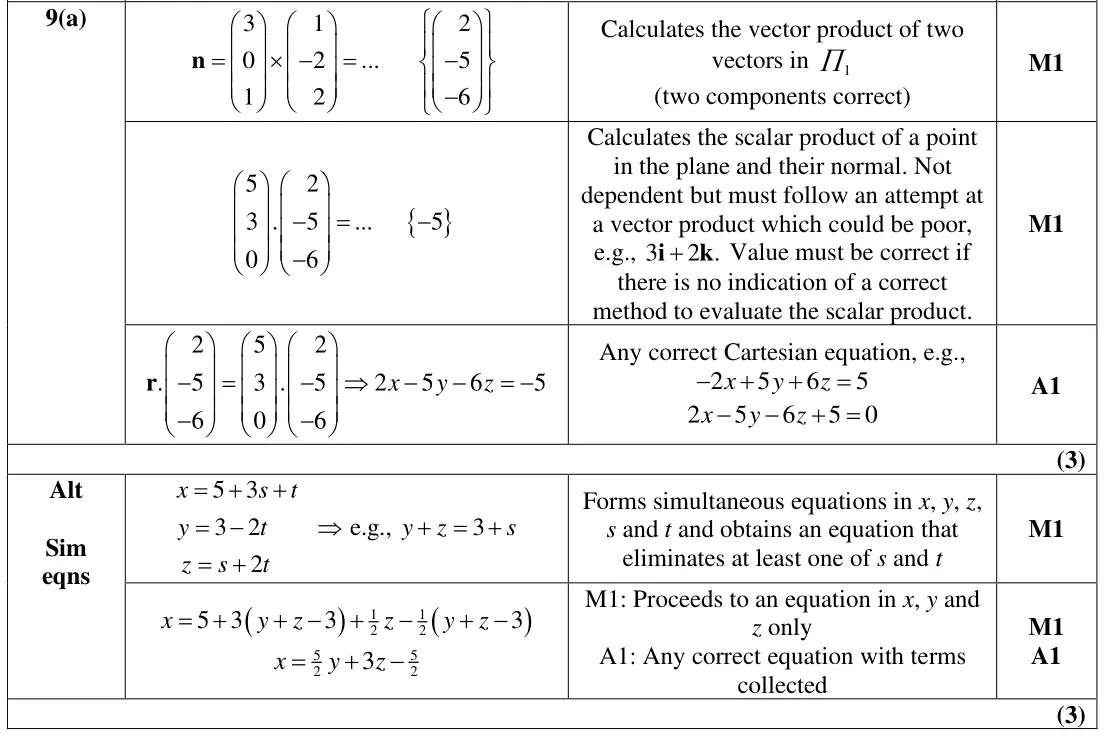 9(a)
n = (3 0 1) × (1 −2 2) = ... {(2 −5 −6)}
Calculates the vector product of two
vectors in ∏₁
(two components correct)
M1
(5 3 0) . (2 −5 −6) = ... {−5}
Calculates the scalar product of a point
in the plane and their normal. Not
dependent but must follow an attempt at
a vector product which could be poor,
e.g., 3i + 2k. Value must be correct if
there is no indication of a correct
method to evaluate the scalar product.
M1
r. (2 −5 −6) = (5 3 0) . (2 −5 −6) ⇒ 2x − 5y − 6z = −5
Any correct Cartesian equation, e.g.,
−2x + 5y + 6z = 5
2x − 5y − 6z + 5 = 0
A1
(3)
Alt
Sim
eqns
x = 5 + 3s + t
y = 3 − 2t ⇒ e.g., y + z = 3 + s
z = s + 2t
Forms simultaneous equations in x, y, z,
s and t and obtains an equation that
eliminates at least one of s and t
M1
x = 5 + 3(y + z − 3) + ½z − ½(y + z − 3)
x = 5/2 y + 3z − 5/2
M1: Proceeds to an equation in x, y and
z only
A1: Any correct equation with terms
collected
M1
A1
(3)